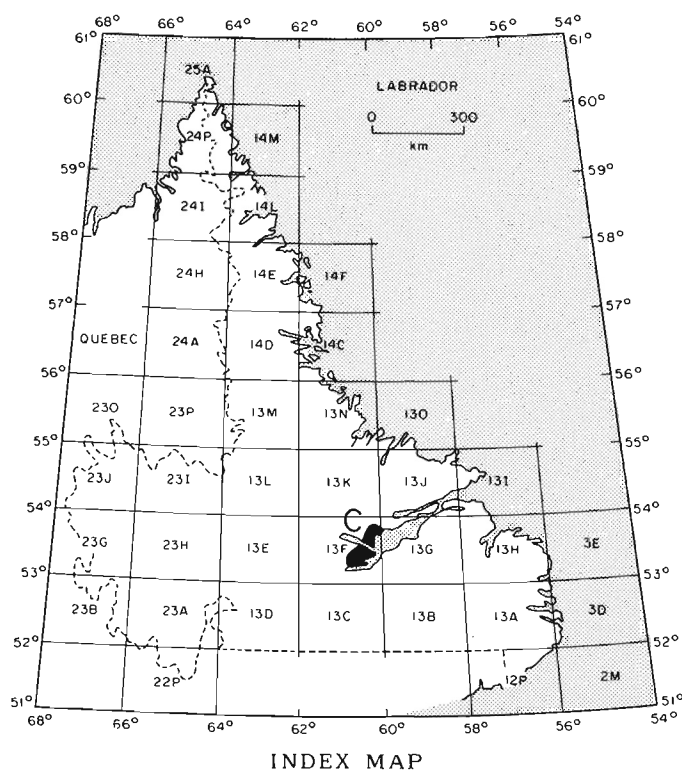 68° 66° 64° 62° 60° 58° 56° 54°
61° 61°
25A
LABRADOR
60° 60°
0 300
km
24P 14M
59° 59°
24I 14L
58° 58°
24H 14E 14F
57° 57°
QUEBEC 24A 14D 14C
56° 56°
23O 23P 13M 13N 13O
55° 55°
23J 23I 13L 13K 13J 13I
54° 54°
C
23G 23H 13E 13F 13G 13H 3E
53° 53°
23B 23A 13D 13C 13B 13A 3D
52° 52°
22P 12P 2M
51° 51°
68° 66° 64° 62° 60° 58° 56° 54°
INDEX MAP